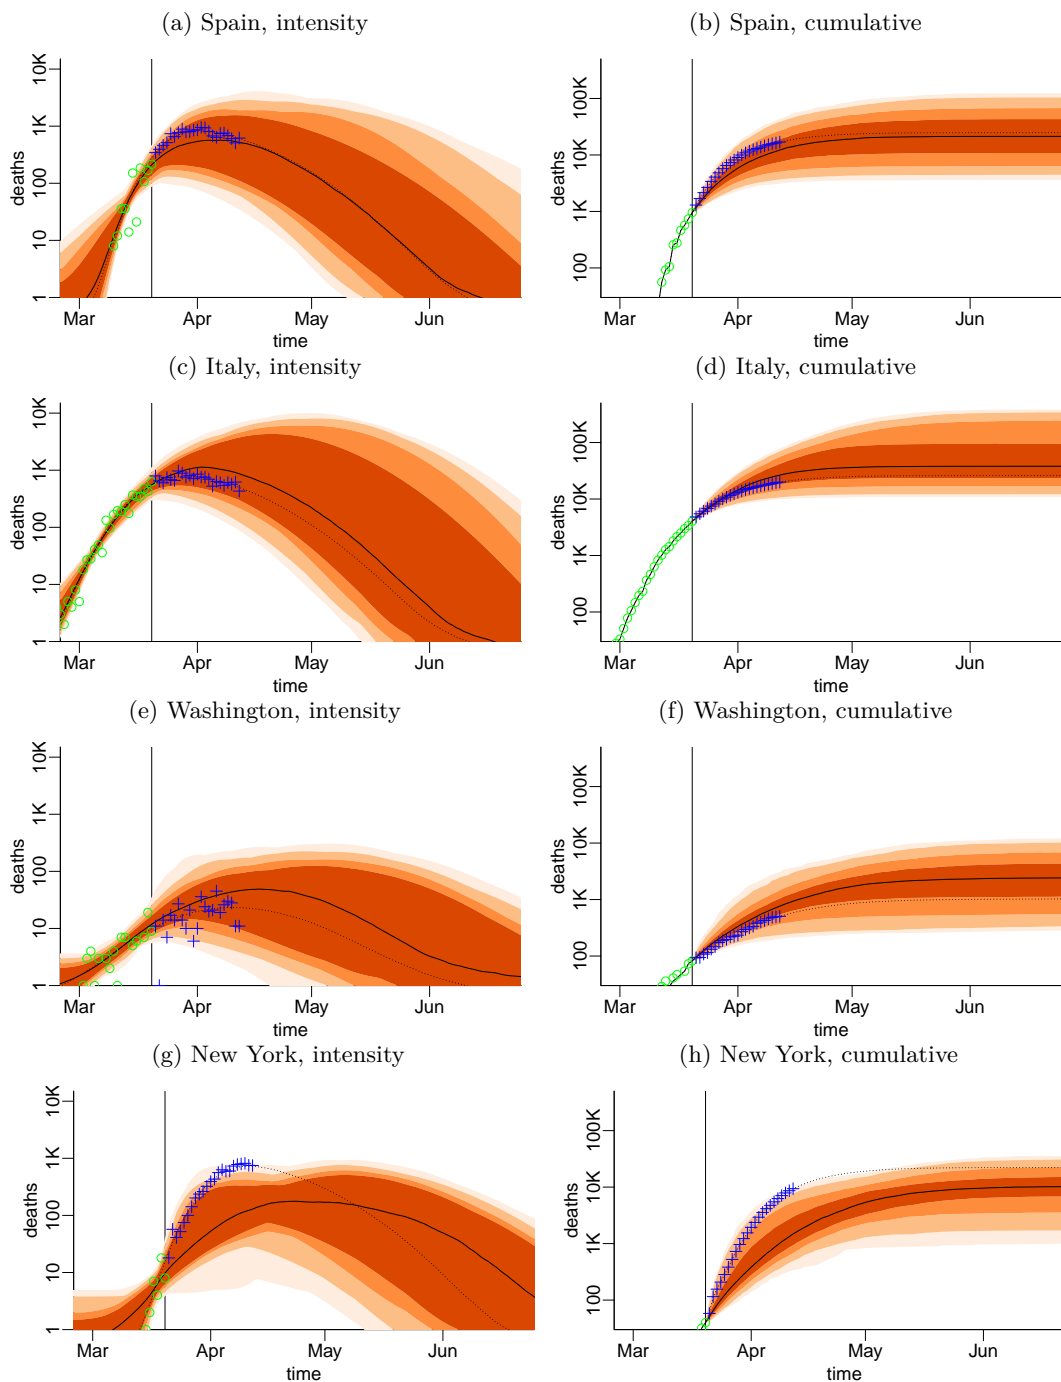 (a) Spain, intensity
(b) Spain, cumulative
deaths
1 10 100 1K 10K
Mar Apr May Jun
time
deaths
100 1K 10K 100K
Mar Apr May Jun
time
(c) Italy, intensity
(d) Italy, cumulative
deaths
1 10 100 1K 10K
Mar Apr May Jun
time
deaths
100 1K 10K 100K
Mar Apr May Jun
time
(e) Washington, intensity
(f) Washington, cumulative
deaths
1 10 100 1K 10K
Mar Apr May Jun
time
deaths
100 1K 10K 100K
Mar Apr May Jun
time
(g) New York, intensity
(h) New York, cumulative
deaths
1 10 100 1K 10K
Mar Apr May Jun
time
deaths
100 1K 10K 100K
Mar Apr May Jun
time